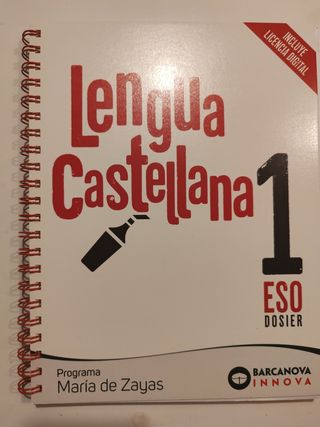 INCLUYE
LICENCIA DIGITAL
Lengua
Castellana
1
ESO
DOSIER
Programa
María de Zayas
BARCANOVA
INNOVA